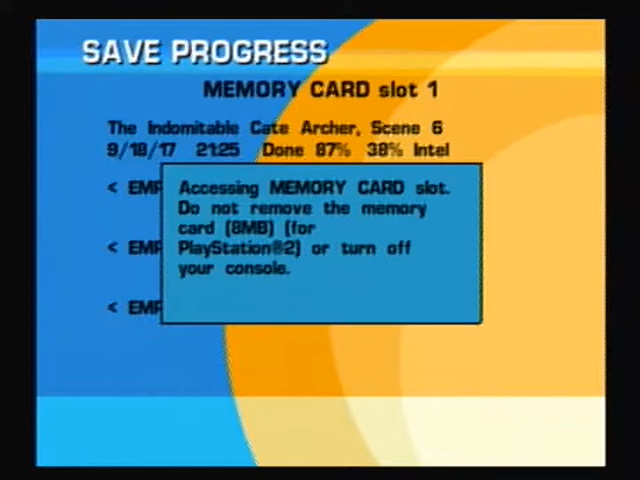 SAVE PROGRESS
MEMORY CARD slot 1
The Indomitable Cate Archer, Scene 6
9/18/17 21:25 Done 87% 38% Intel
< EMP
Accessing MEMORY CARD slot.
Do not remove the memory
card (8MB) (for
< EMP
PlayStation®2) or turn off
your console.
< EMP